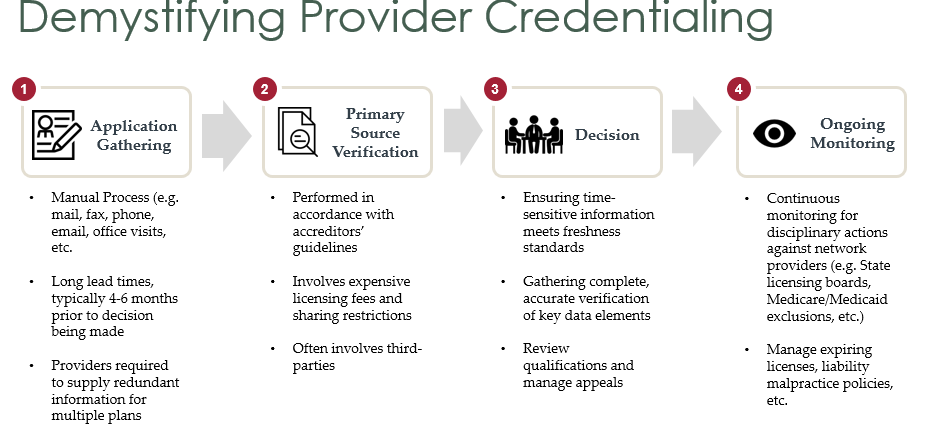 Demystifying Provider Credentialing
1
Application
Gathering
• Manual Process (e.g.
mail, fax, phone,
email, office visits,
etc.
• Long lead times,
typically 4-6 months
prior to decision
being made
• Providers required
to supply redundant
information for
multiple plans
2
Primary
Source
Verification
• Performed in
accordance with
accreditors’
guidelines
• Involves expensive
licensing fees and
sharing restrictions
• Often involves third-
parties
3
Decision
• Ensuring time-
sensitive information
meets freshness
standards
• Gathering complete,
accurate verification
of key data elements
• Review
qualifications and
manage appeals
4
Ongoing
Monitoring
• Continuous
monitoring for
disciplinary actions
against network
providers (e.g. State
licensing boards,
Medicare/Medicaid
exclusions, etc.)
• Manage expiring
licenses, liability
malpractice policies,
etc.